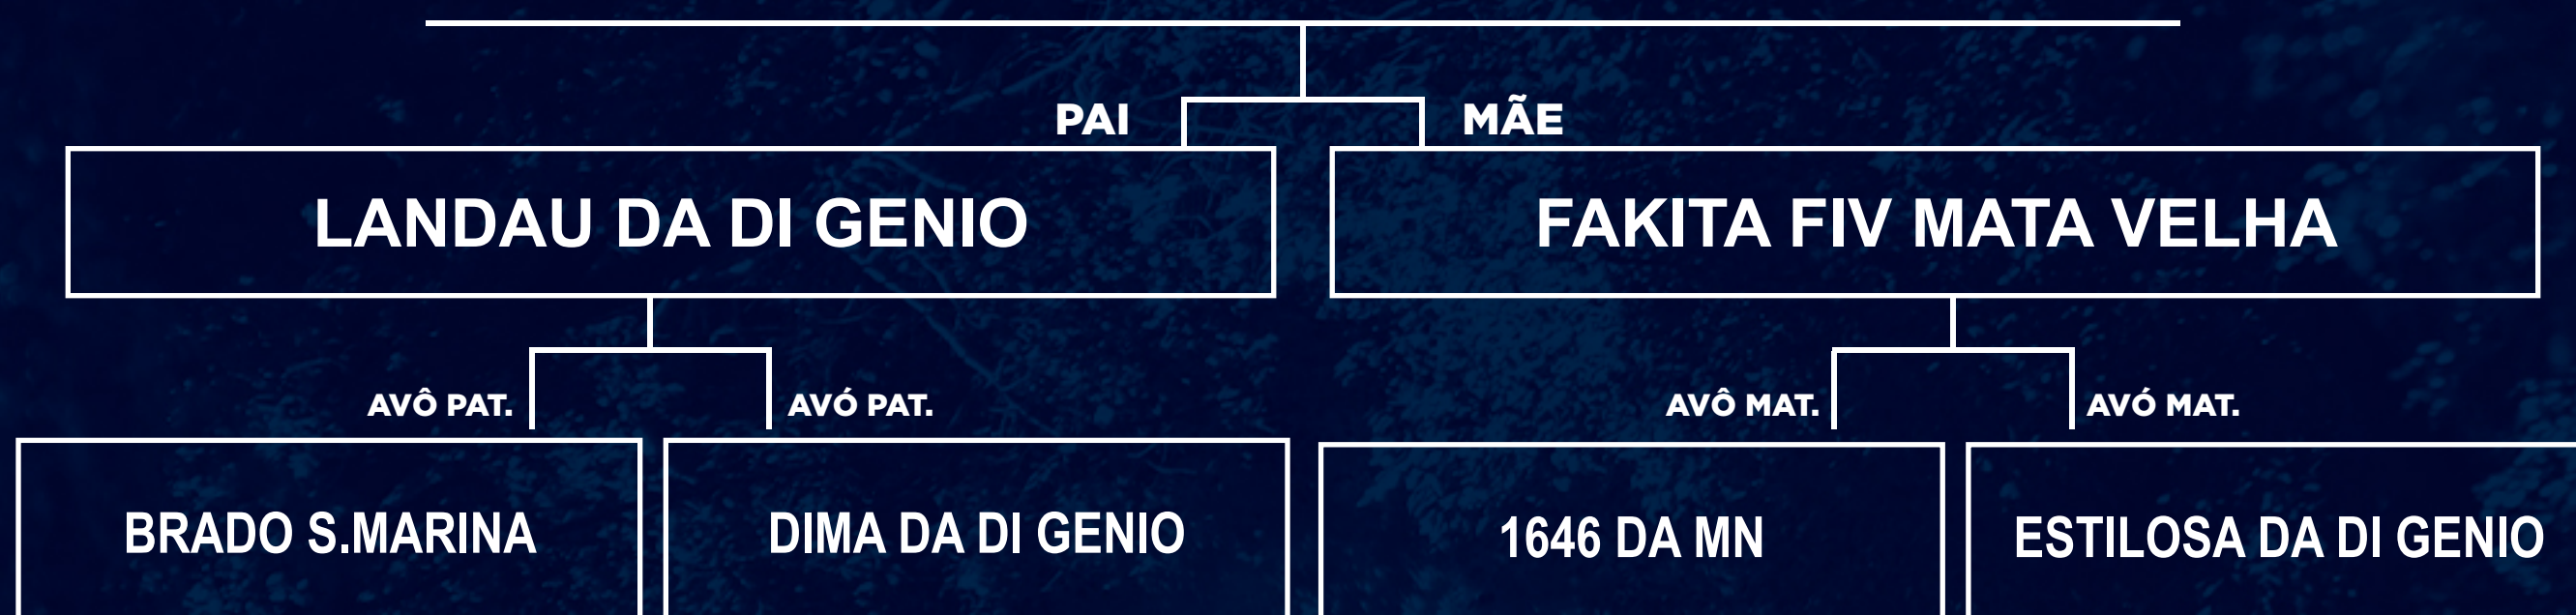 PAI
MÃE
LANDAU DA DI GENIO
FAKITA FIV MATA VELHA
AVÔ PAT.
AVÓ PAT.
AVÔ MAT.
AVÓ MAT.
BRADO S.MARINA
DIMA DA DI GENIO
1646 DA MN
ESTILOSA DA DI GENIO